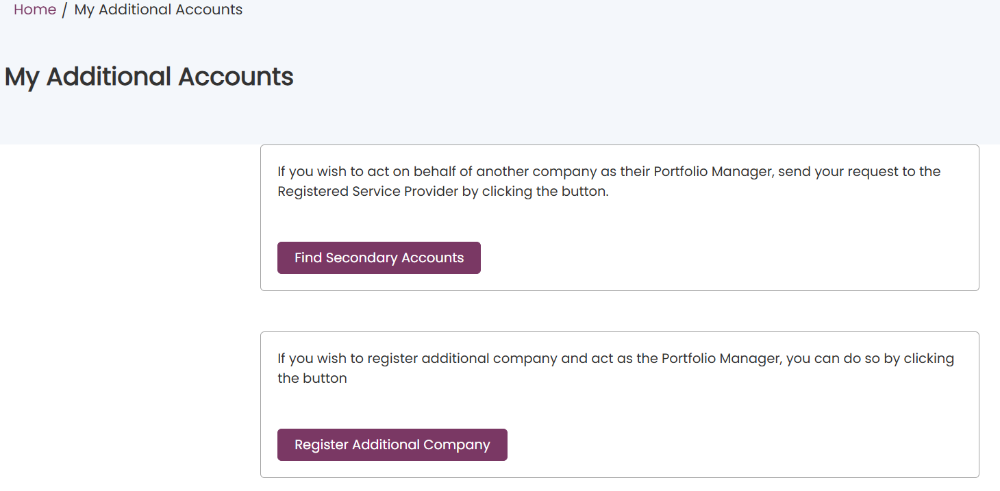 Home / My Additional Accounts
My Additional Accounts
If you wish to act on behalf of another company as their Portfolio Manager, send your request to the
Registered Service Provider by clicking the button.
Find Secondary Accounts
If you wish to register additional company and act as the Portfolio Manager, you can do so by clicking
the button
Register Additional Company